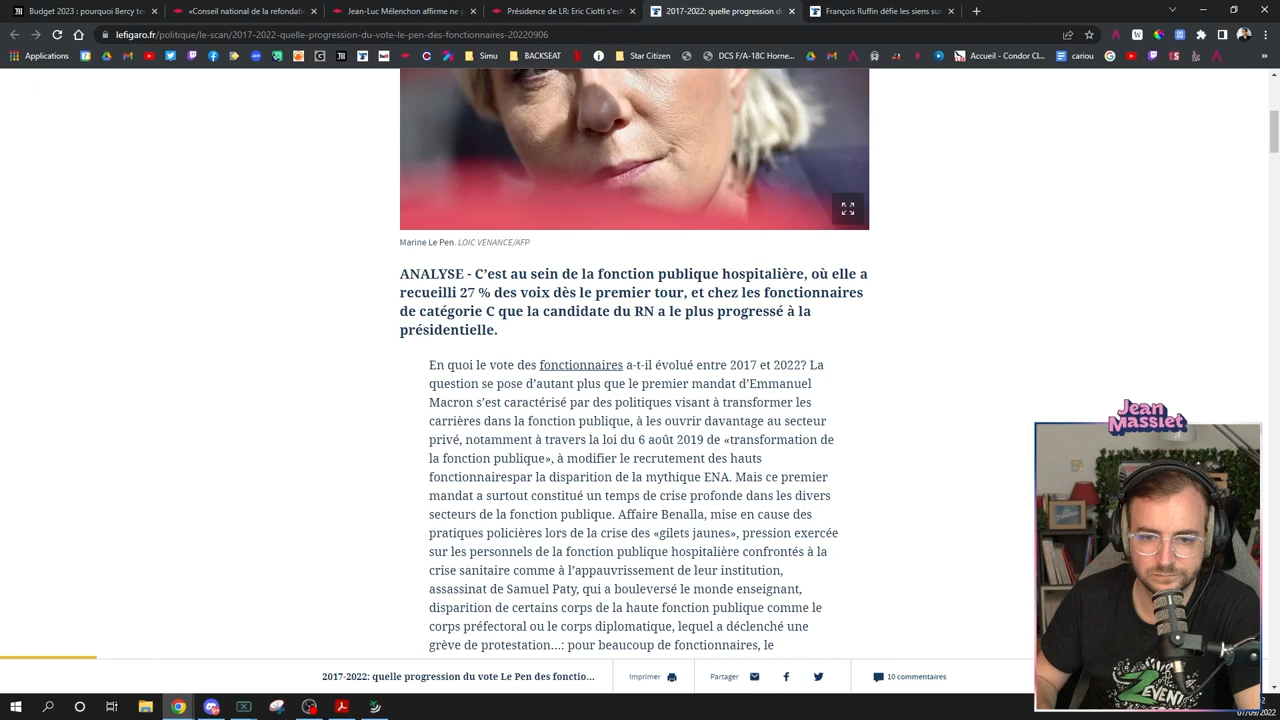 Budget 2023 : pourquoi Bercy te
«Conseil national de la refondati
Jean-Luc Mélenchon affirme ne p
Présidence de LR: Eric Ciotti s'est
2017-2022: quelle progression du
François Ruffin défie les siens sur
lefigaro.fr/politique/le-scan/2017-2022-quelle-progression-du-vote-le-pen-des-fonctionnaires-20220906
Applications
Simu
BACKSEAT
Star Citizen
DCS F/A-18C Horne...
Accueil - Condor Cl...
cariou
Marine Le Pen. LOIC VENANCE/AFP
ANALYSE - C’est au sein de la fonction publique hospitalière, où elle a
recueilli 27 % des voix dès le premier tour, et chez les fonctionnaires
de catégorie C que la candidate du RN a le plus progressé à la
présidentielle.
En quoi le vote des fonctionnaires a-t-il évolué entre 2017 et 2022? La
question se pose d’autant plus que le premier mandat d’Emmanuel
Macron s’est caractérisé par des politiques visant à transformer les
carrières dans la fonction publique, à les ouvrir davantage au secteur
privé, notamment à travers la loi du 6 août 2019 de «transformation de
la fonction publique», à modifier le recrutement des hauts
fonctionnairespar la disparition de la mythique ENA. Mais ce premier
mandat a surtout constitué un temps de crise profonde dans les divers
secteurs de la fonction publique. Affaire Benalla, mise en cause des
pratiques policières lors de la crise des «gilets jaunes», pression exercée
sur les personnels de la fonction publique hospitalière confrontés à la
crise sanitaire comme à l’appauvrissement de leur institution,
assassinat de Samuel Paty, qui a bouleversé le monde enseignant,
disparition de certains corps de la haute fonction publique comme le
corps préfectoral ou le corps diplomatique, lequel a déclenché une
grève de protestation...: pour beaucoup de fonctionnaires, le
2017-2022: quelle progression du vote Le Pen des fonctio...
Imprimer
Partager
10 commentaires
Jean
Massiet
ZEVENT
07/09/2022